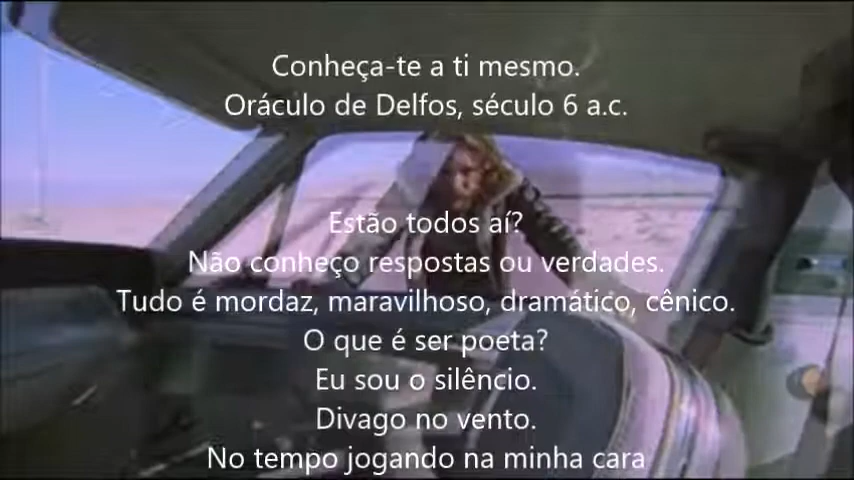 Conheça-te a ti mesmo.
Oráculo de Delfos, século 6 a.c.
Estão todos aí?
Não conheço respostas ou verdades.
Tudo é mordaz, maravilhoso, dramático, cênico.
O que é ser poeta?
Eu sou o silêncio.
Divago no vento.
No tempo jogando na minha cara